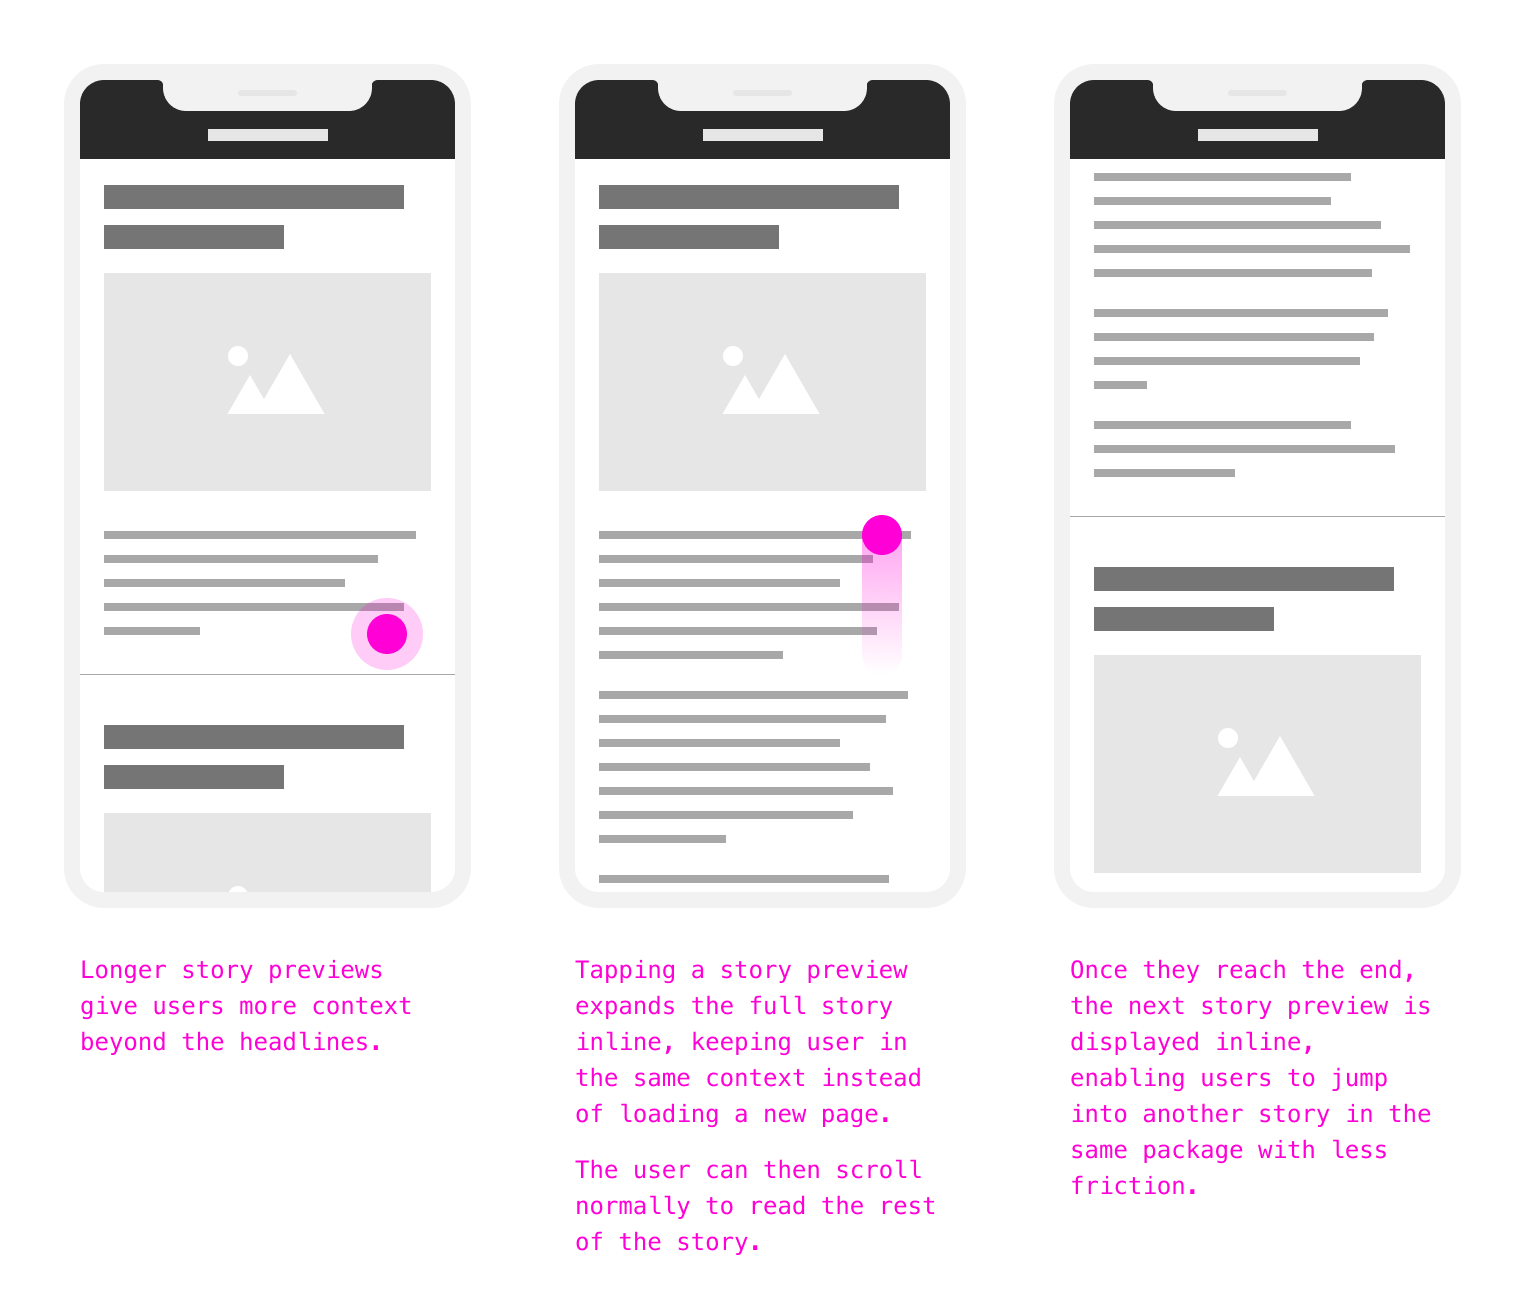 Longer story previews
give users more context
beyond the headlines.
Tapping a story preview
expands the full story
inline, keeping user in
the same context instead
of loading a new page.
The user can then scroll
normally to read the rest
of the story.
Once they reach the end,
the next story preview is
displayed inline,
enabling users to jump
into another story in the
same package with less
friction.